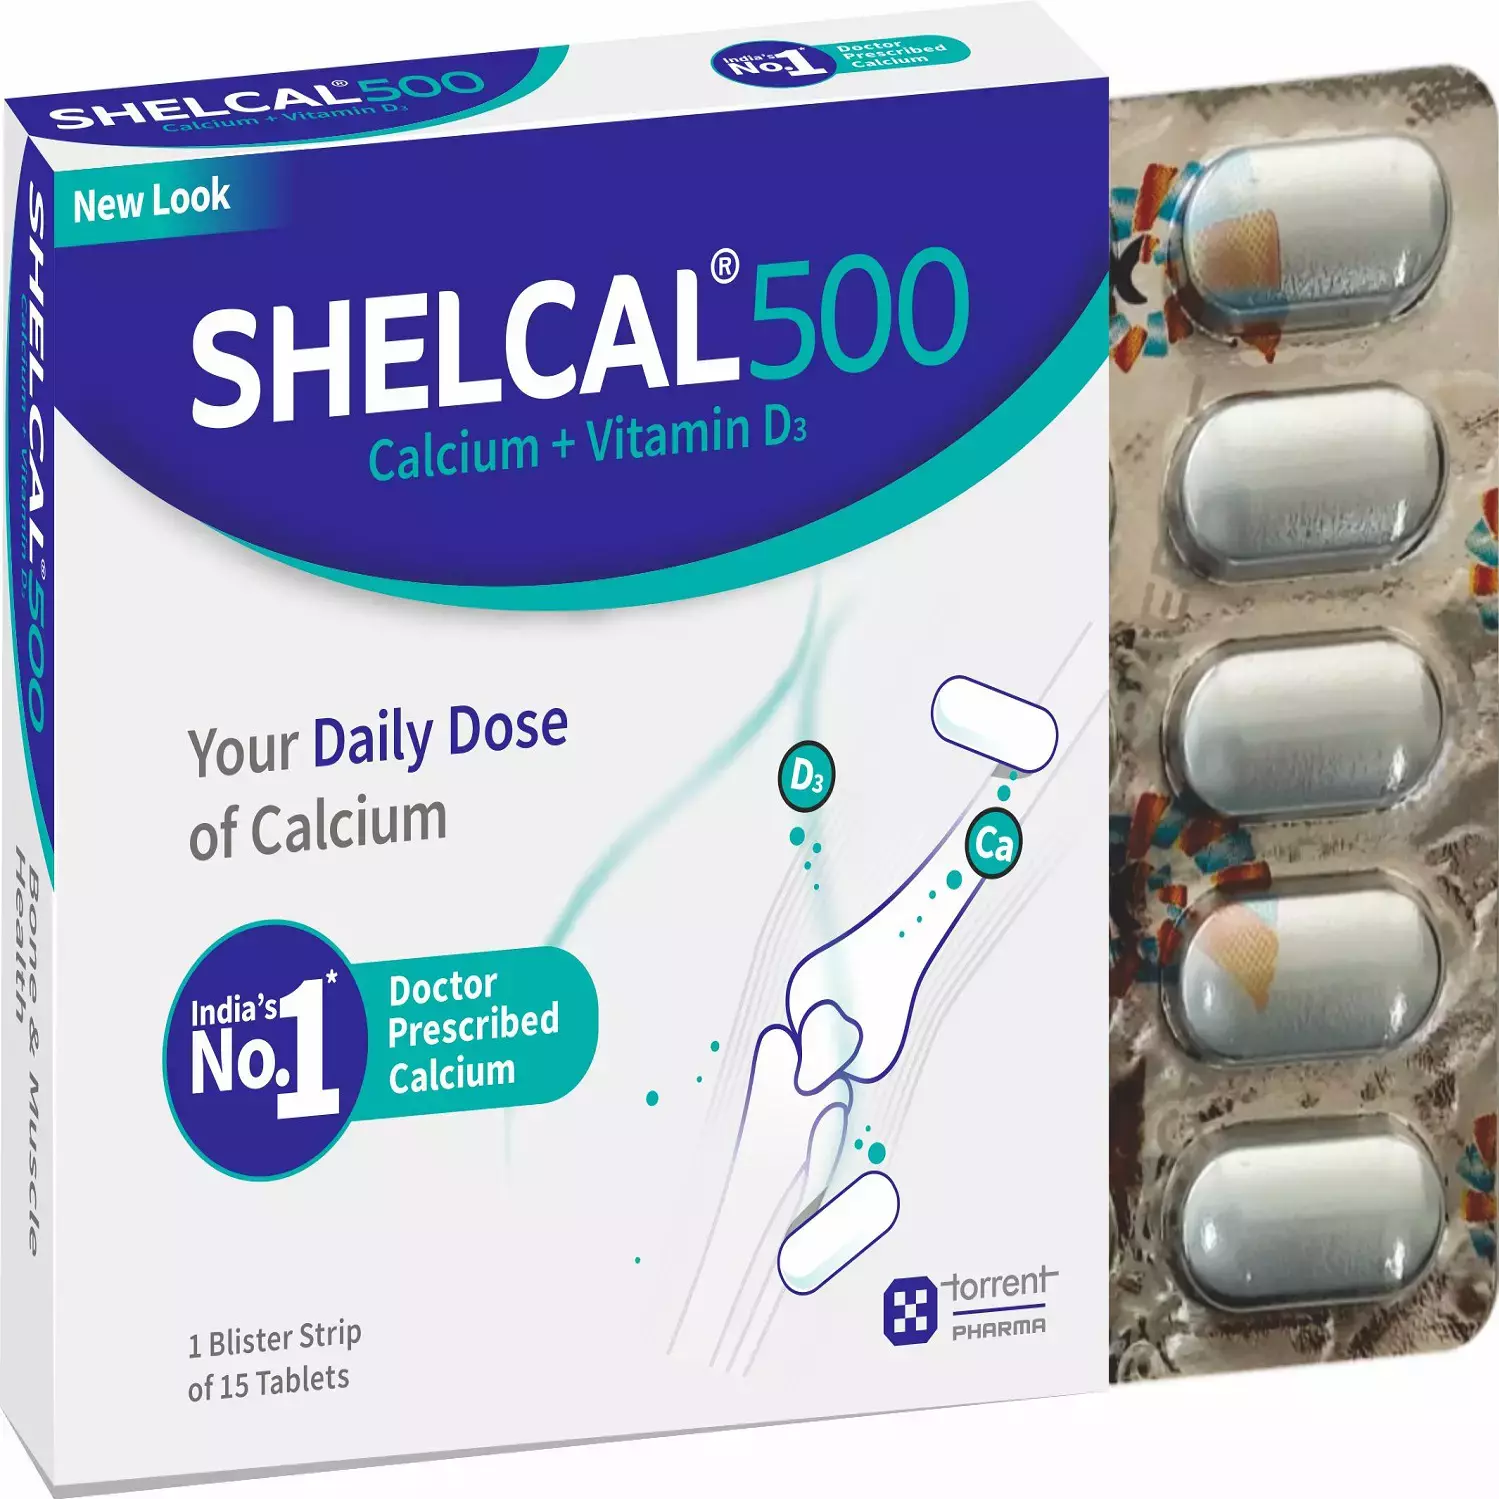 SHELCAL®500
Calcium + Vitamin D3
India's
No.1*
Doctor
Prescribed
Calcium
New Look
SHELCAL®500
Calcium + Vitamin D3
SHELCAL®500
Calcium + Vitamin D3
Your Daily Dose
of Calcium
D3
Ca
India's
No.1*
Doctor
Prescribed
Calcium
Bone & Muscle
Health
1 Blister Strip
of 15 Tablets
torrent
PHARMA